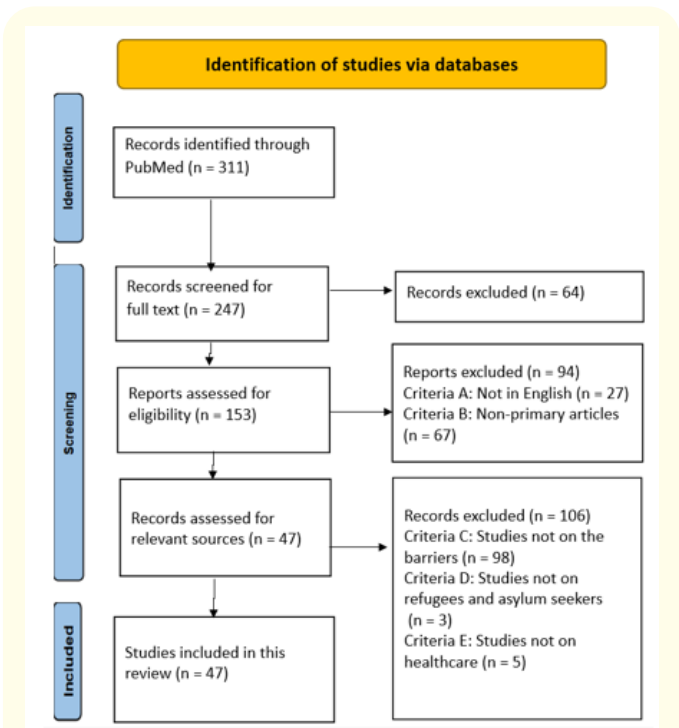 Identification of studies via databases
Identification
Records identified through
PubMed (n = 311)
Screening
Records screened for
full text (n = 247)
Records excluded (n = 64)
Reports assessed for
eligibility (n = 153)
Reports excluded (n = 94)
Criteria A: Not in English (n = 27)
Criteria B: Non-primary articles
(n = 67)
Records assessed for
relevant sources (n = 47)
Records excluded (n = 106)
Criteria C: Studies not on the
barriers (n = 98)
Criteria D: Studies not on
refugees and asylum seekers
(n = 3)
Criteria E: Studies not on
healthcare (n = 5)
Included
Studies included in this
review (n = 47)